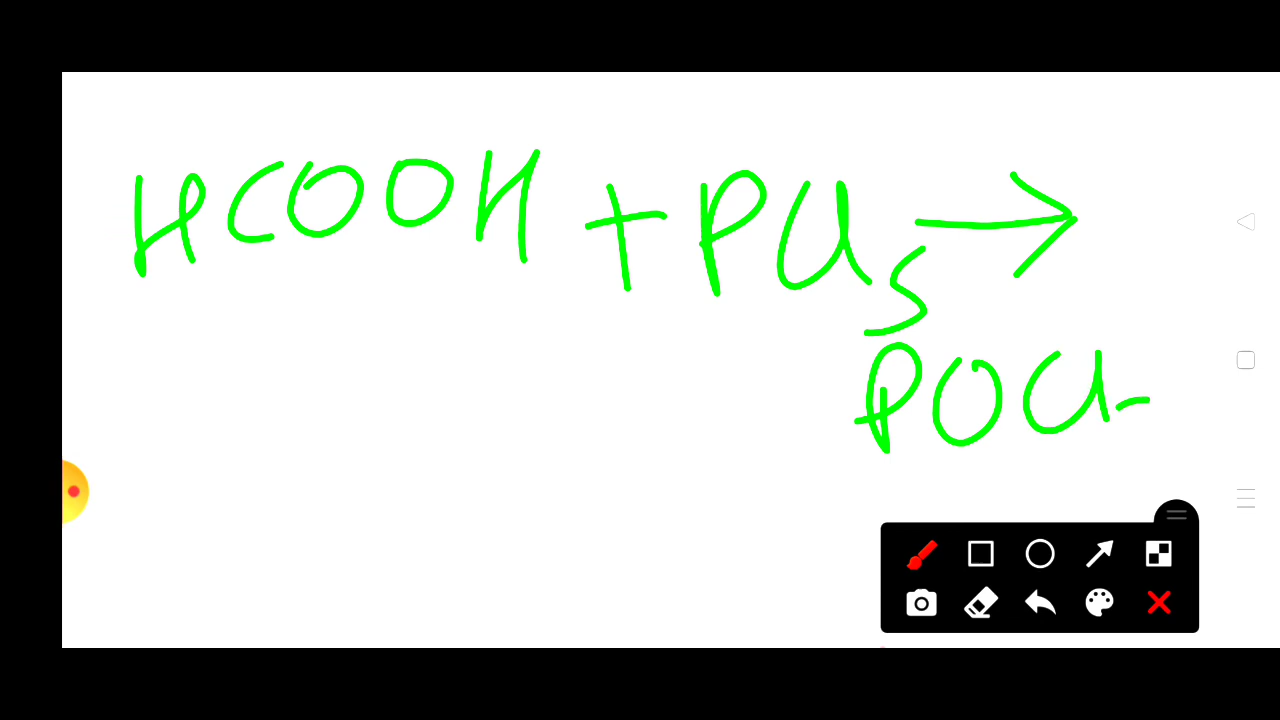 HCOOH + PCl5 →
POCl-